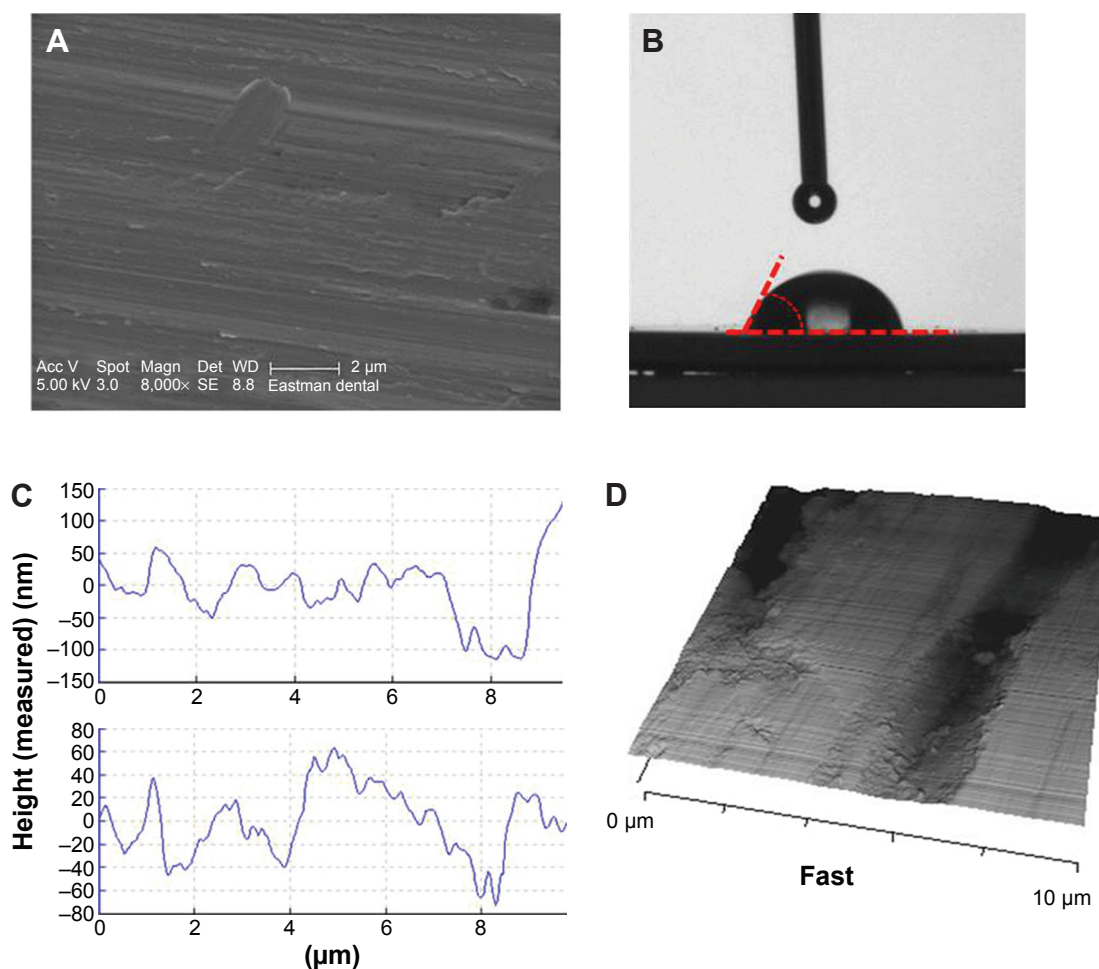 A
Acc V Spot Magn Det WD 2 µm
5.00 kV 3.0 8,000× SE 8.8 Eastman dental
B
C
Height (measured) (nm)
150
100
50
0
–50
–100
–150
0 2 4 6 8
80
60
40
20
0
–20
–40
–60
–80
0 2 4 6 8
(µm)
D
0 µm
Fast
10 µm